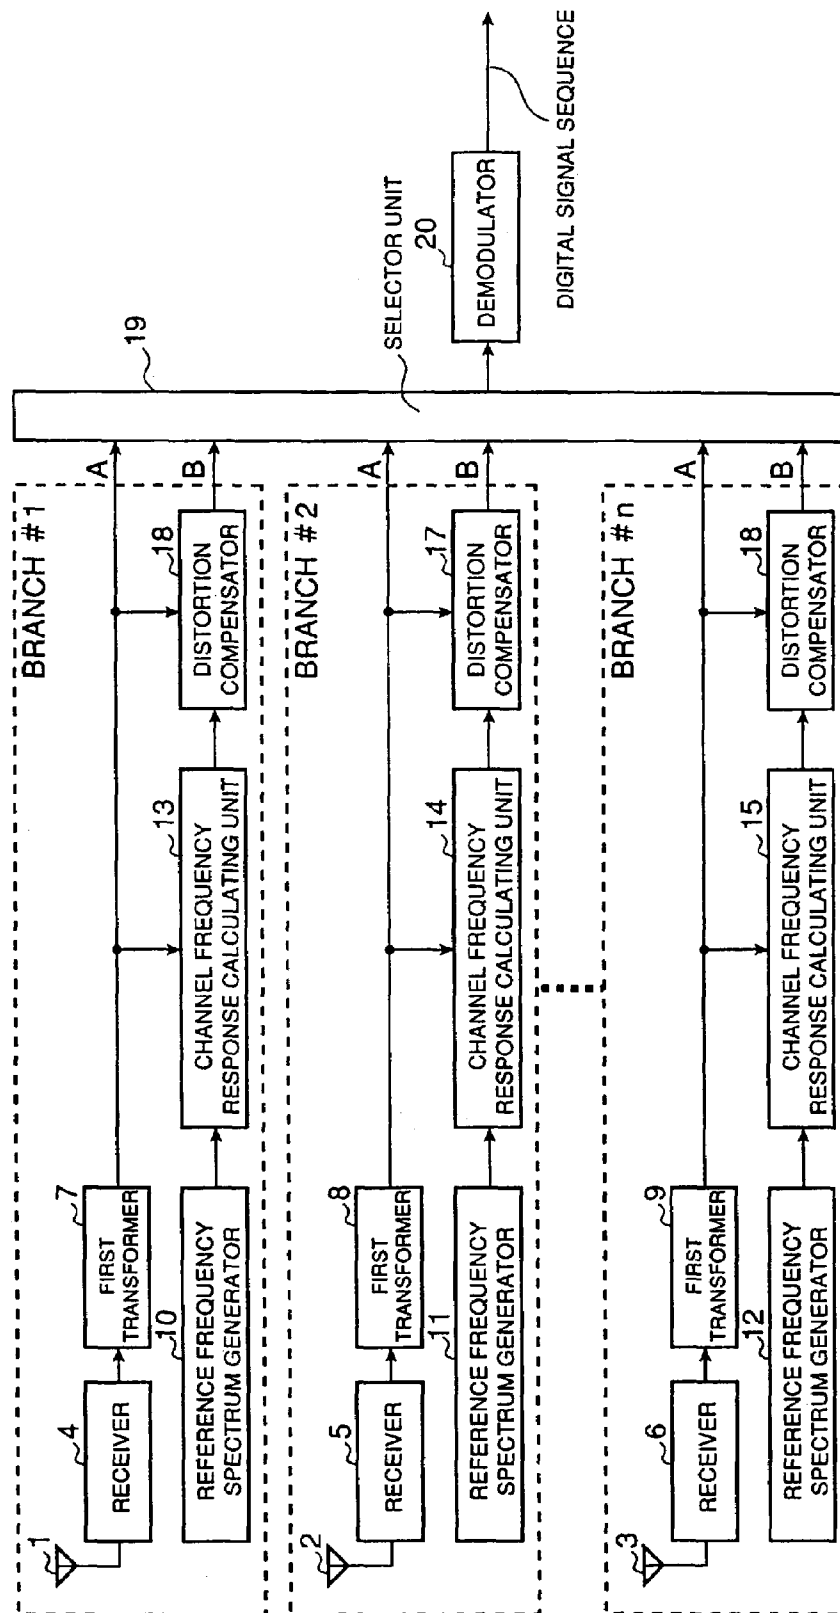 BRANCH #1
1
4
RECEIVER
7
FIRST
TRANSFORMER
10
REFERENCE FREQUENCY
SPECTRUM GENERATOR
13
CHANNEL FREQUENCY
RESPONSE CALCULATING UNIT
18
DISTORTION
COMPENSATOR
A
B
BRANCH #2
2
5
RECEIVER
8
FIRST
TRANSFORMER
11
REFERENCE FREQUENCY
SPECTRUM GENERATOR
14
CHANNEL FREQUENCY
RESPONSE CALCULATING UNIT
17
DISTORTION
COMPENSATOR
A
B
BRANCH #n
3
6
RECEIVER
9
FIRST
TRANSFORMER
12
REFERENCE FREQUENCY
SPECTRUM GENERATOR
15
CHANNEL FREQUENCY
RESPONSE CALCULATING UNIT
18
DISTORTION
COMPENSATOR
A
B
19
SELECTOR UNIT
20
DEMODULATOR
DIGITAL SIGNAL SEQUENCE